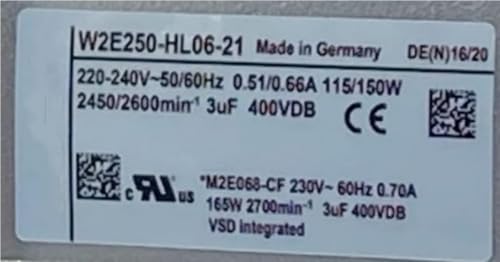 W2E250-HL06-21 Made in Germany DE(N)16/20
220-240V~50/60Hz 0.51/0.66A 115/150W
2450/2600min-¹ 3uF 400VDB CE
c RU us *M2E068-CF 230V~ 60Hz 0.70A
165W 2700min-¹ 3uF 400VDB
VSD integrated